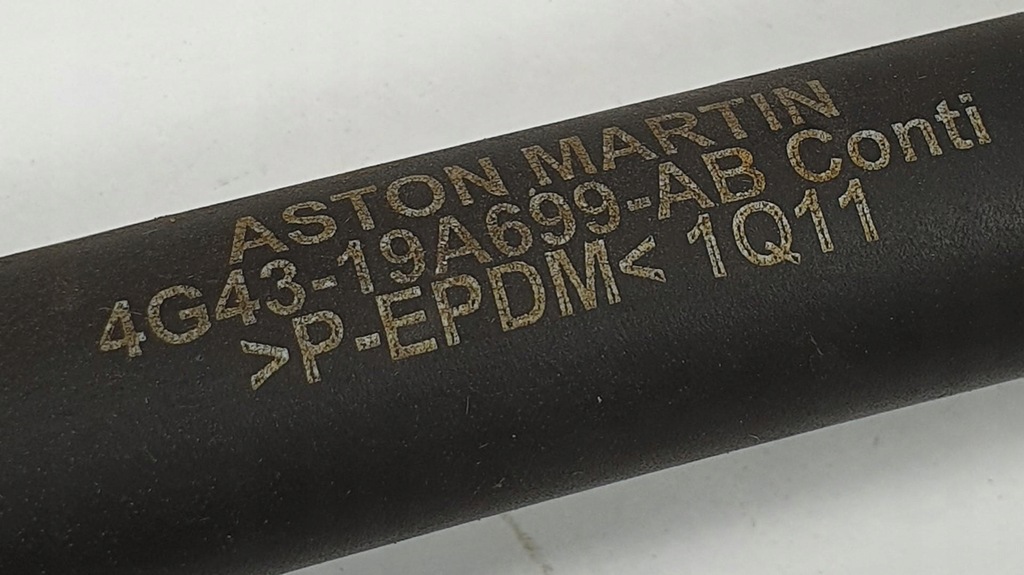 ASTON MARTIN
4G43-19A699-AB Conti
>P-EPDM< 1Q11